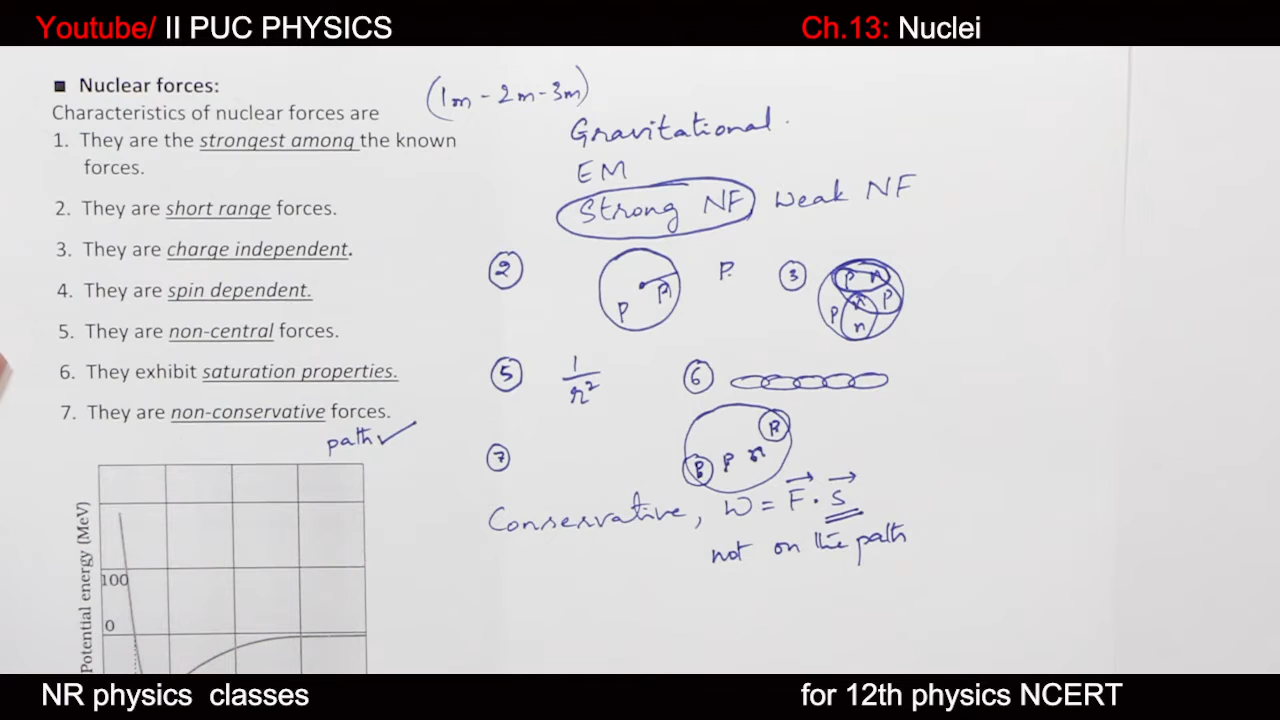 Youtube/ II PUC PHYSICS
Ch.13: Nuclei
■ Nuclear forces:
(1m - 2m - 3m)
Characteristics of nuclear forces are
1. They are the strongest among the known
forces.
2. They are short range forces.
3. They are charge independent.
4. They are spin dependent.
5. They are non-central forces.
6. They exhibit saturation properties.
7. They are non-conservative forces.
path ✓
Gravitational.
EM
Strong NF Weak NF
2
P P
P.
3
P n
n P
P n
5
1/r²
6
7
P P n P
Conservative, W = F⃗ . S⃗
not on the path
Potential energy (MeV)
100
0
NR physics classes
for 12th physics NCERT